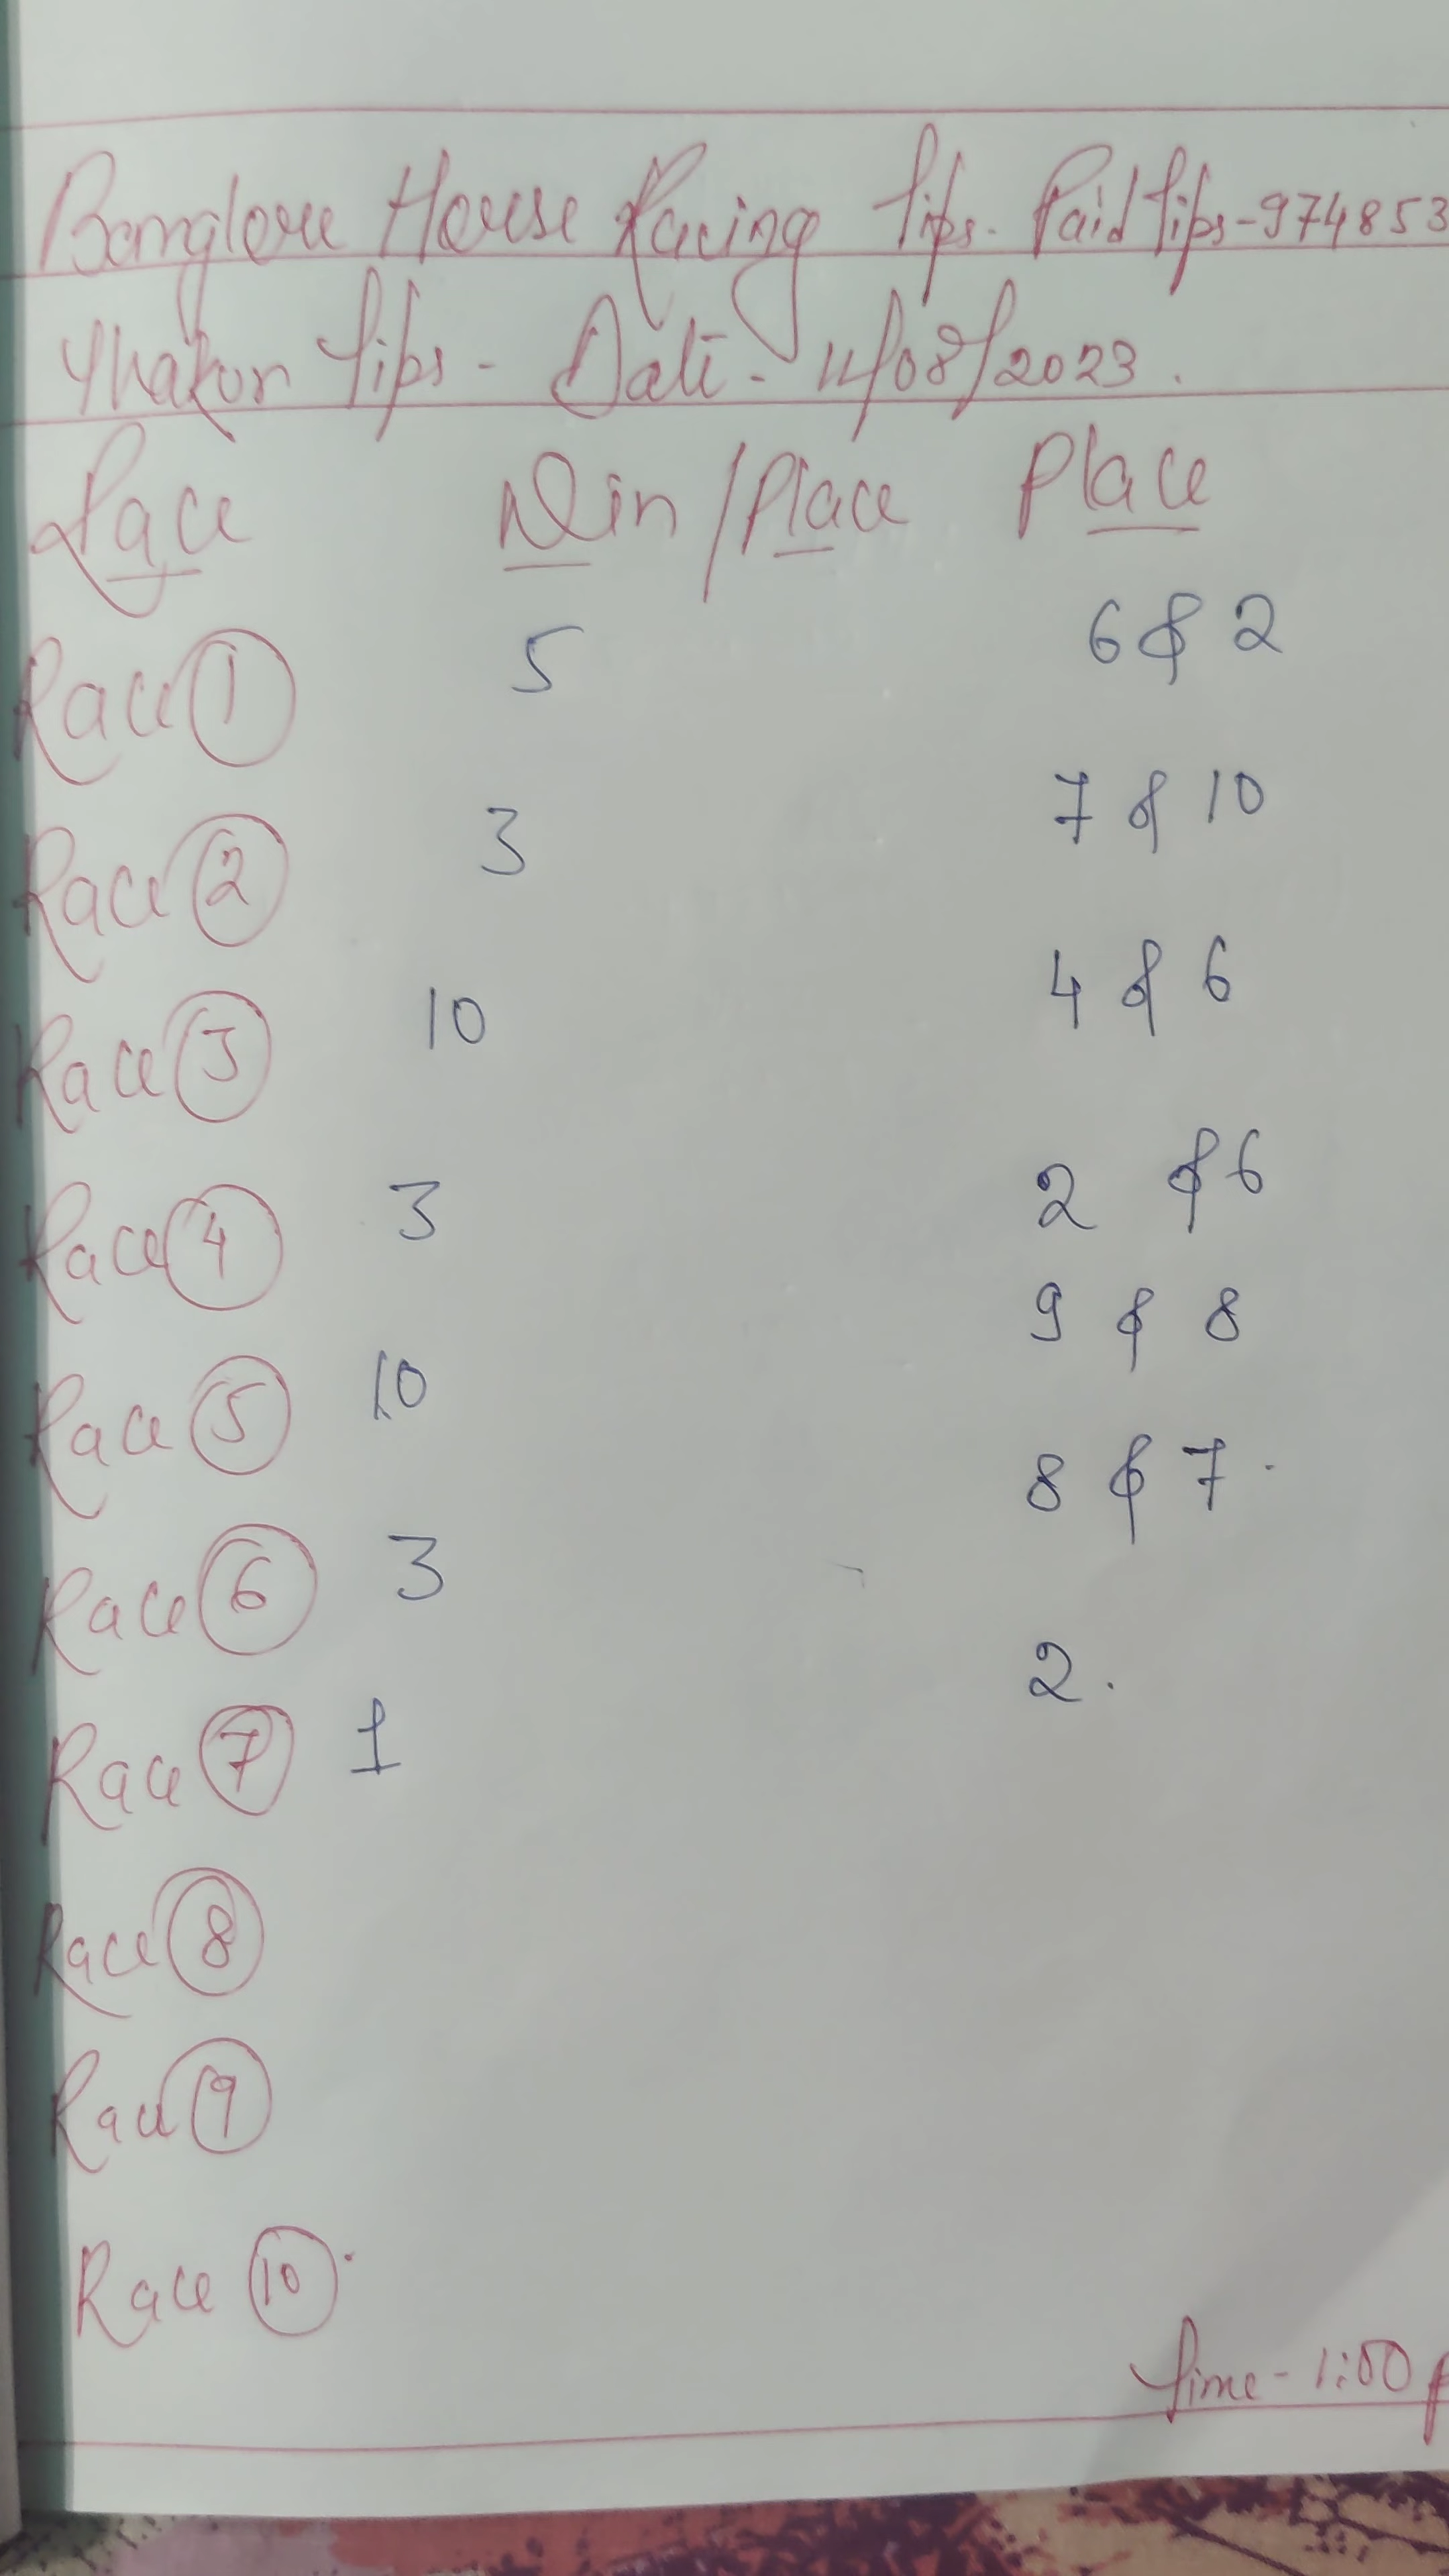 Banglore Horse Racing Tips. Paid Tips-974853
Thakor Tips - Date - 11/08/2023.
Race Win/Place Place
Race 1 5 6 & 2
Race 2 3 7 & 10
Race 3 10 4 & 6
Race 4 3 2 & 6
Race 5 10 9 & 8
Race 6 3 8 & 7.
Race 7 1 2.
Race 8
Race 9
Race 10.
Time - 1:00 p